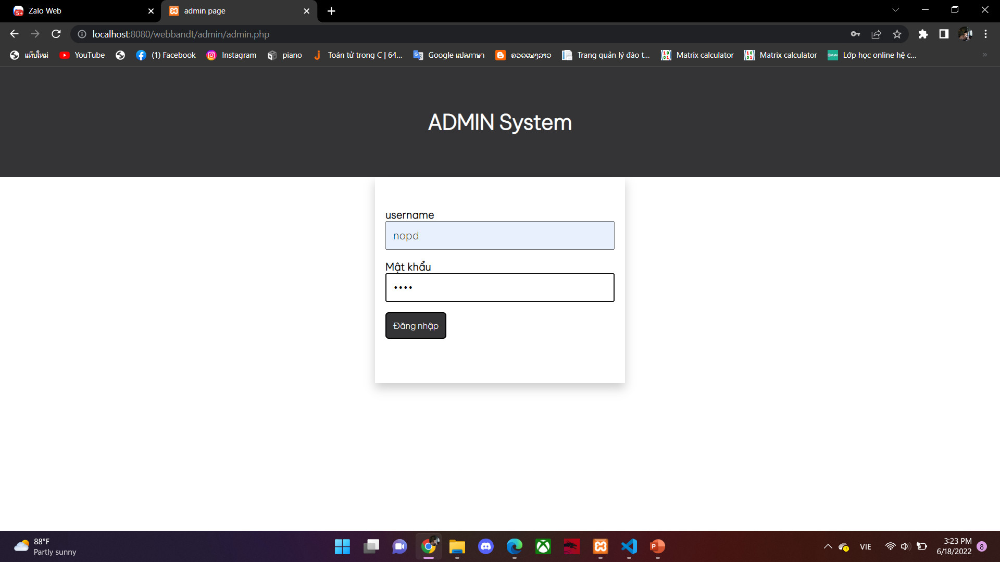 Zalo Web
admin page
localhost:8080/webbandt/admin/admin.php
แท็บใหม่
YouTube
(1) Facebook
Instagram
piano
Toán tử trong C | 64...
Google แปลภาษา
ຄອດເພງລາວ
Trang quản lý đào t...
Matrix calculator
Matrix calculator
Lớp học online hệ c...
ADMIN System
username
nopd
Mật khẩu
••••
Đăng nhập
88°F
Partly sunny
VIE
3:23 PM
6/18/2022
8